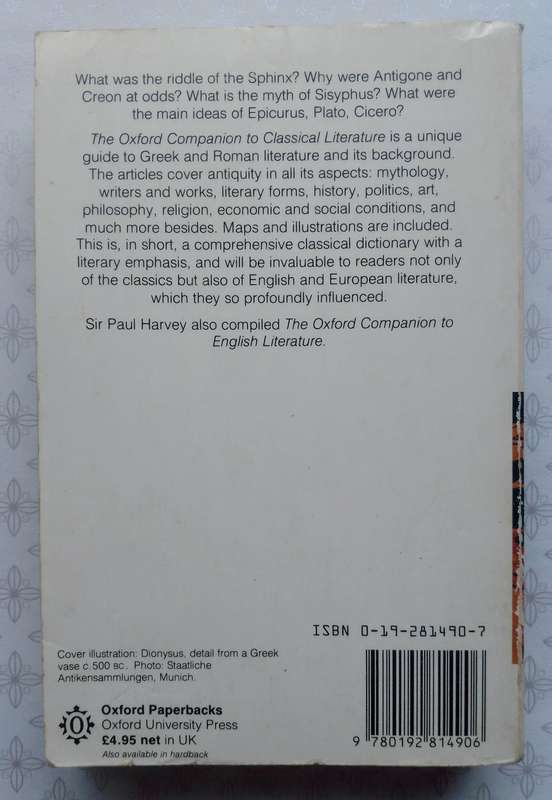 What was the riddle of the Sphinx? Why were Antigone and
Creon at odds? What is the myth of Sisyphus? What were
the main ideas of Epicurus, Plato, Cicero?
The Oxford Companion to Classical Literature is a unique
guide to Greek and Roman literature and its background.
The articles cover antiquity in all its aspects: mythology,
writers and works, literary forms, history, politics, art,
philosophy, religion, economic and social conditions, and
much more besides. Maps and illustrations are included.
This is, in short, a comprehensive classical dictionary with a
literary emphasis, and will be invaluable to readers not only
of the classics but also of English and European literature,
which they so profoundly influenced.
Sir Paul Harvey also compiled The Oxford Companion to
English Literature.
ISBN 0-19-281490-7
Cover illustration: Dionysus, detail from a Greek
vase c.500 BC. Photo: Staatliche
Antikensammlungen, Munich.
Oxford Paperbacks
Oxford University Press
£4.95 net in UK
Also available in hardback
9 780192 814906